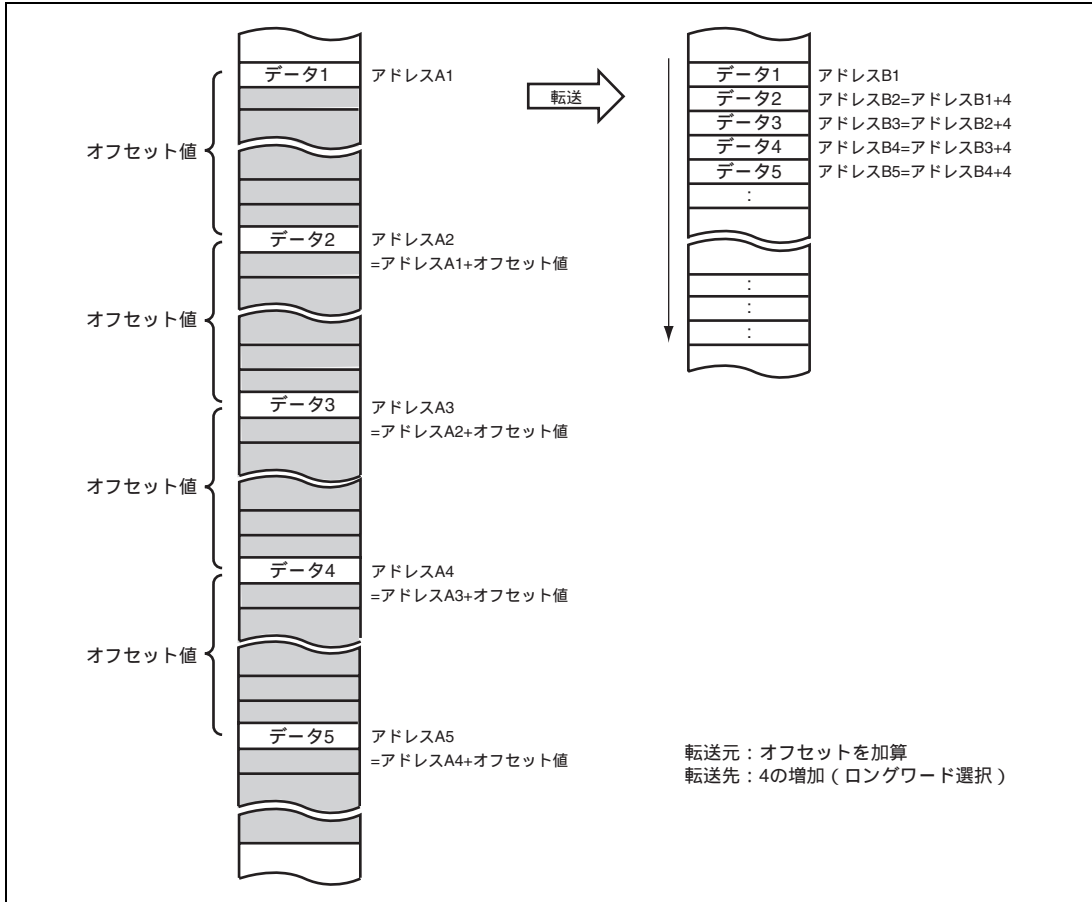 データ1 アドレスA1
オフセット値
データ2 アドレスA2
=アドレスA1+オフセット値
オフセット値
データ3 アドレスA3
=アドレスA2+オフセット値
オフセット値
データ4 アドレスA4
=アドレスA3+オフセット値
オフセット値
データ5 アドレスA5
=アドレスA4+オフセット値
転送
データ1 アドレスB1
データ2 アドレスB2=アドレスB1+4
データ3 アドレスB3=アドレスB2+4
データ4 アドレスB4=アドレスB3+4
データ5 アドレスB5=アドレスB4+4
:
:
:
:
転送元：オフセットを加算
転送先：4の増加（ロングワード選択）